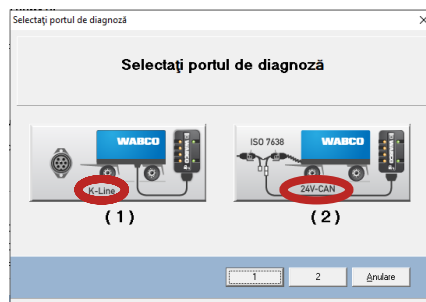 Selectați portul de diagnoză
Selectați portul de diagnoză
WABCO
K-Line
ISO 7638
WABCO
24V-CAN
(1)
(2)
1
2
Anulare